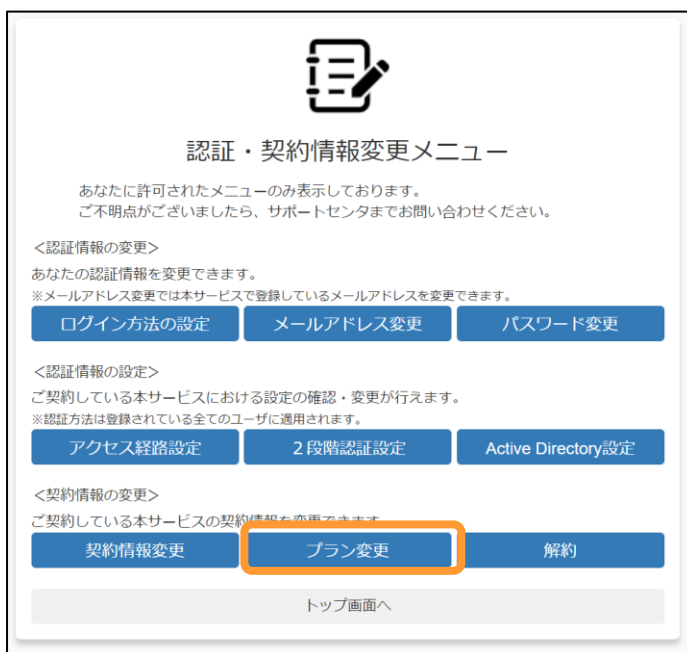 認証・契約情報変更メニュー
あなたに許可されたメニューのみ表示しております。
ご不明点がございましたら、サポートセンタまでお問い合わせください。
＜認証情報の変更＞
あなたの認証情報を変更できます。
※メールアドレス変更では本サービスで登録しているメールアドレスを変更できます。
ログイン方法の設定 メールアドレス変更 パスワード変更
＜認証情報の設定＞
ご契約している本サービスにおける設定の確認・変更が行えます。
※認証方法は登録されている全てのユーザに適用されます。
アクセス経路設定 ２段階認証設定 Active Directory設定
＜契約情報の変更＞
ご契約している本サービスの契約情報を変更できます
契約情報変更 プラン変更 解約
トップ画面へ